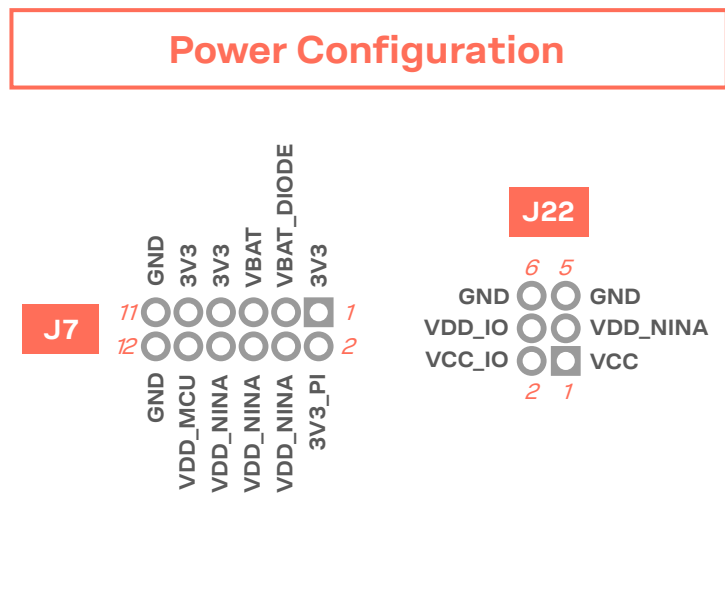 Power Configuration
GND
3V3
3V3
VBAT
VBAT_DIODE
3V3
J7
11
1
12
2
GND
VDD_MCU
VDD_NINA
VDD_NINA
VDD_NINA
3V3_PI
J22
6 5
GND GND
VDD_IO VDD_NINA
VCC_IO VCC
2 1